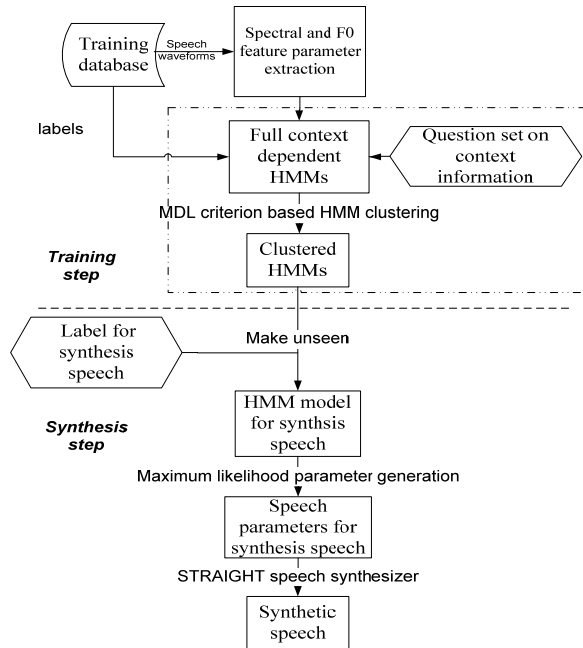 Training
database
Speech
waveforms
Spectral and F0
feature parameter
extraction
labels
Full context
dependent
HMMs
Question set on
context
information
MDL criterion based HMM clustering
Clustered
HMMs
Training
step
Label for
synthesis
speech
Make unseen
HMM model
for synthsis
speech
Synthesis
step
Maximum likelihood parameter generation
Speech
parameters for
synthesis speech
STRAIGHT speech synthesizer
Synthetic
speech